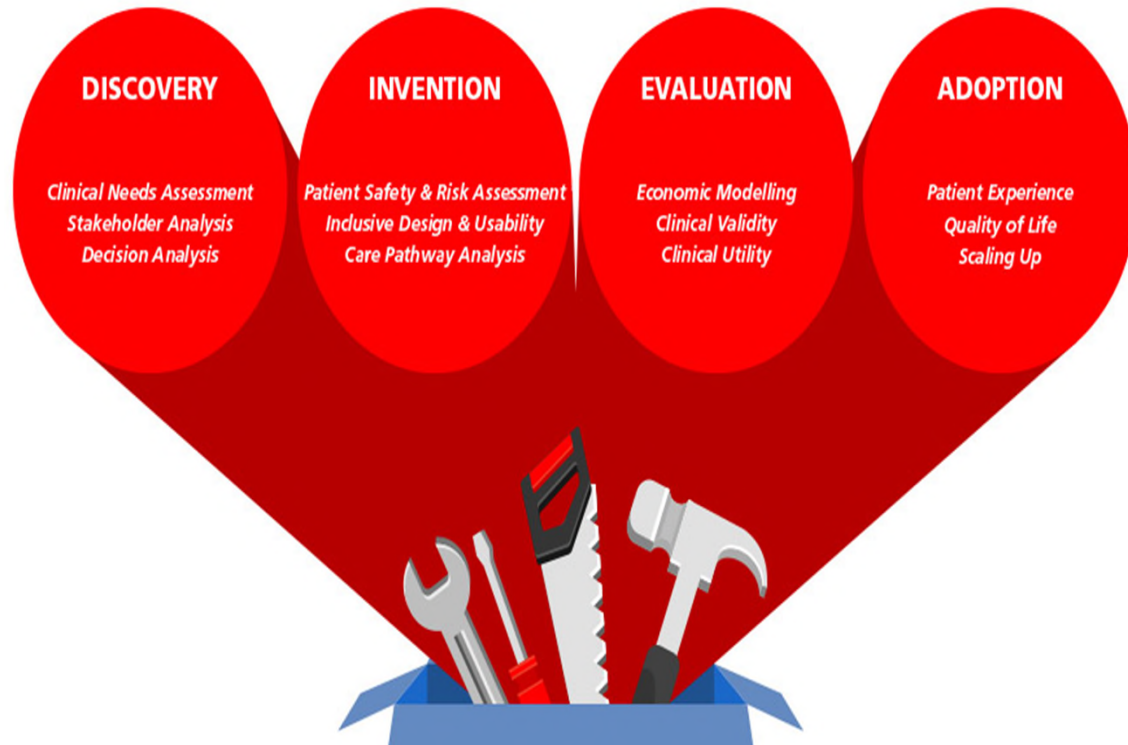 DISCOVERY
Clinical Needs Assessment
Stakeholder Analysis
Decision Analysis
INVENTION
Patient Safety & Risk Assessment
Inclusive Design & Usability
Care Pathway Analysis
EVALUATION
Economic Modelling
Clinical Validity
Clinical Utility
ADOPTION
Patient Experience
Quality of Life
Scaling Up